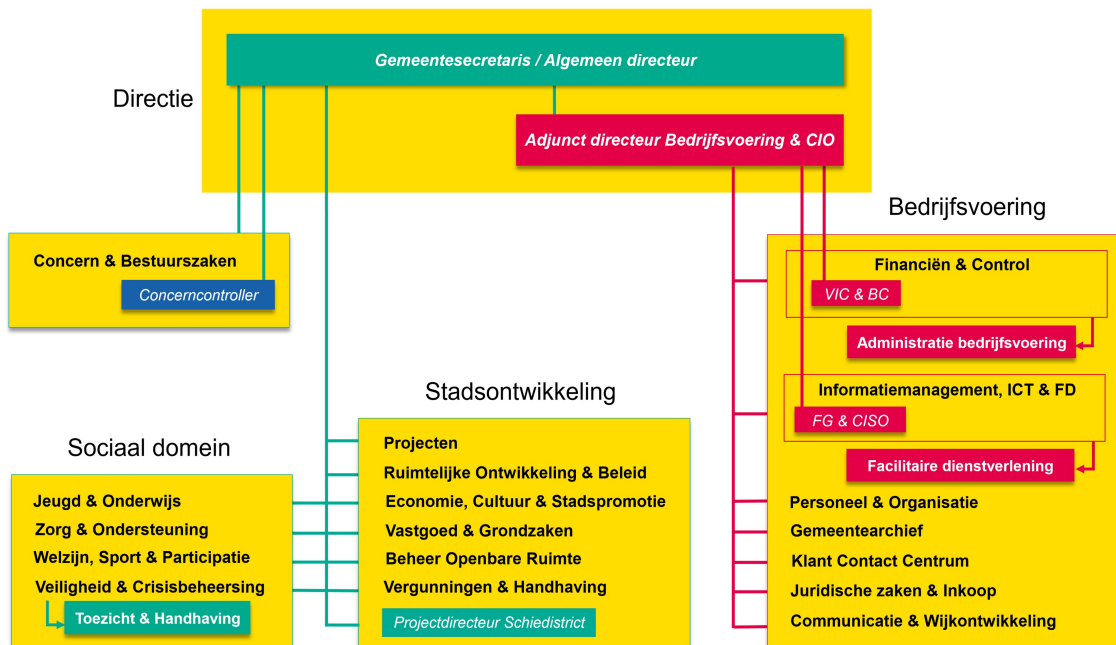 Directie
Gemeentesecretaris / Algemeen directeur
Adjunct directeur Bedrijfsvoering & CIO
Concern & Bestuurszaken
Concerncontroller
Sociaal domein
Jeugd & Onderwijs
Zorg & Ondersteuning
Welzijn, Sport & Participatie
Veiligheid & Crisisbeheersing
Toezicht & Handhaving
Stadsontwikkeling
Projecten
Ruimtelijke Ontwikkeling & Beleid
Economie, Cultuur & Stadspromotie
Vastgoed & Grondzaken
Beheer Openbare Ruimte
Vergunningen & Handhaving
Projectdirecteur Schiedistrict
Bedrijfsvoering
Financiën & Control
VIC & BC
Administratie bedrijfsvoering
Informatiemanagement, ICT & FD
FG & CISO
Facilitaire dienstverlening
Personeel & Organisatie
Gemeentearchief
Klant Contact Centrum
Juridische zaken & Inkoop
Communicatie & Wijkontwikkeling